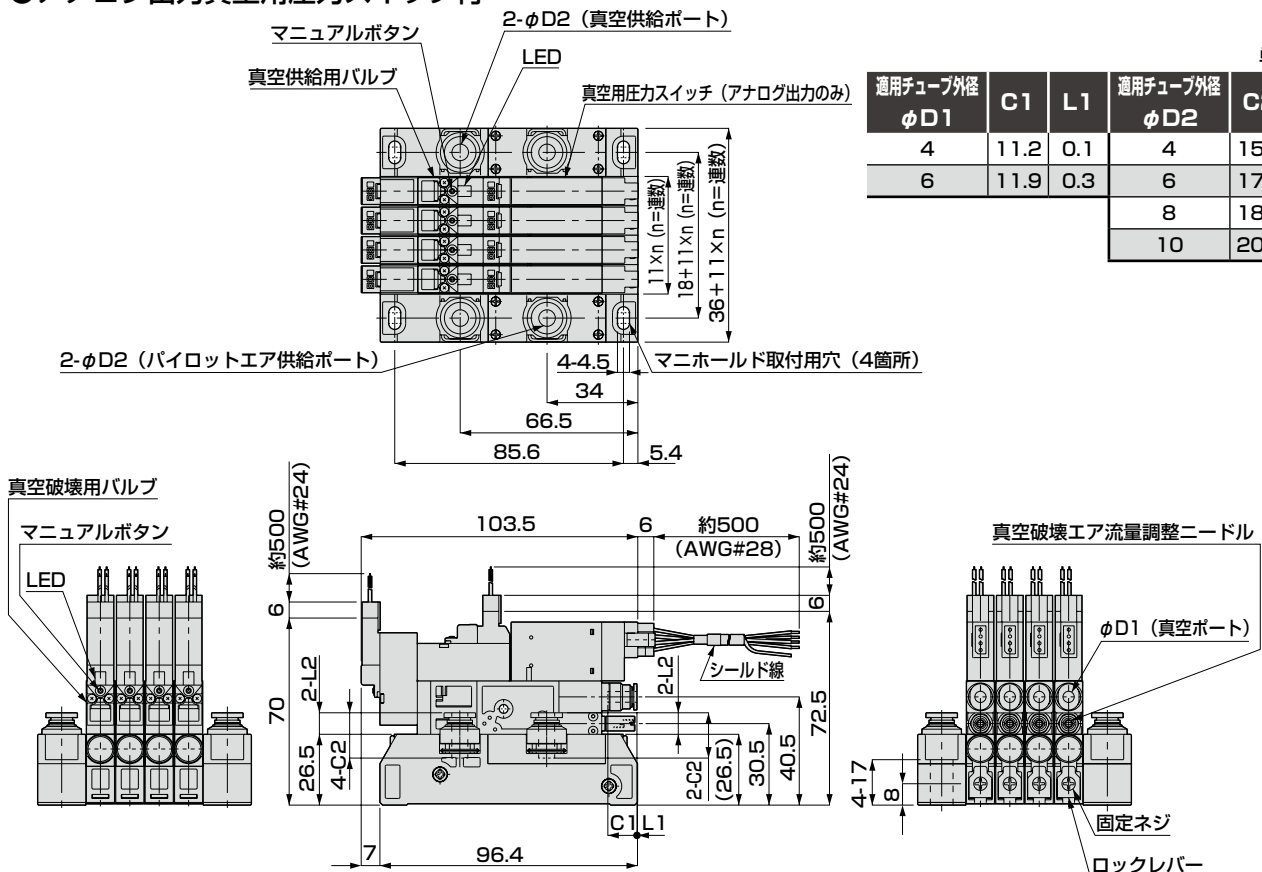 2-φD2（真空供給ポート）
マニュアルボタン
LED
真空供給用バルブ
真空用圧力スイッチ（アナログ出力のみ）
11×n (n=連数)
18+11×n (n=連数)
36+11×n (n=連数)
2-φD2（パイロットエア供給ポート）
4-4.5
マニホールド取付用穴（4箇所）
34
66.5
85.6
5.4
適用チューブ外径 φD1 C1 L1 適用チューブ外径 φD2
4 11.2 0.1 4
6 11.9 0.3 6
8
10
真空破壊用バルブ
マニュアルボタン
LED
約500
(AWG#24)
103.5
6
約500
(AWG#28)
約500
(AWG#24)
6
6
シールド線
2-L2
2-L2
70
26.5
4-C2
2-C2
(26.5)
30.5
40.5
72.5
C1
L1
7
96.4
真空破壊エア流量調整ニードル
φD1（真空ポート）
4-17
8
固定ネジ
ロックレバー